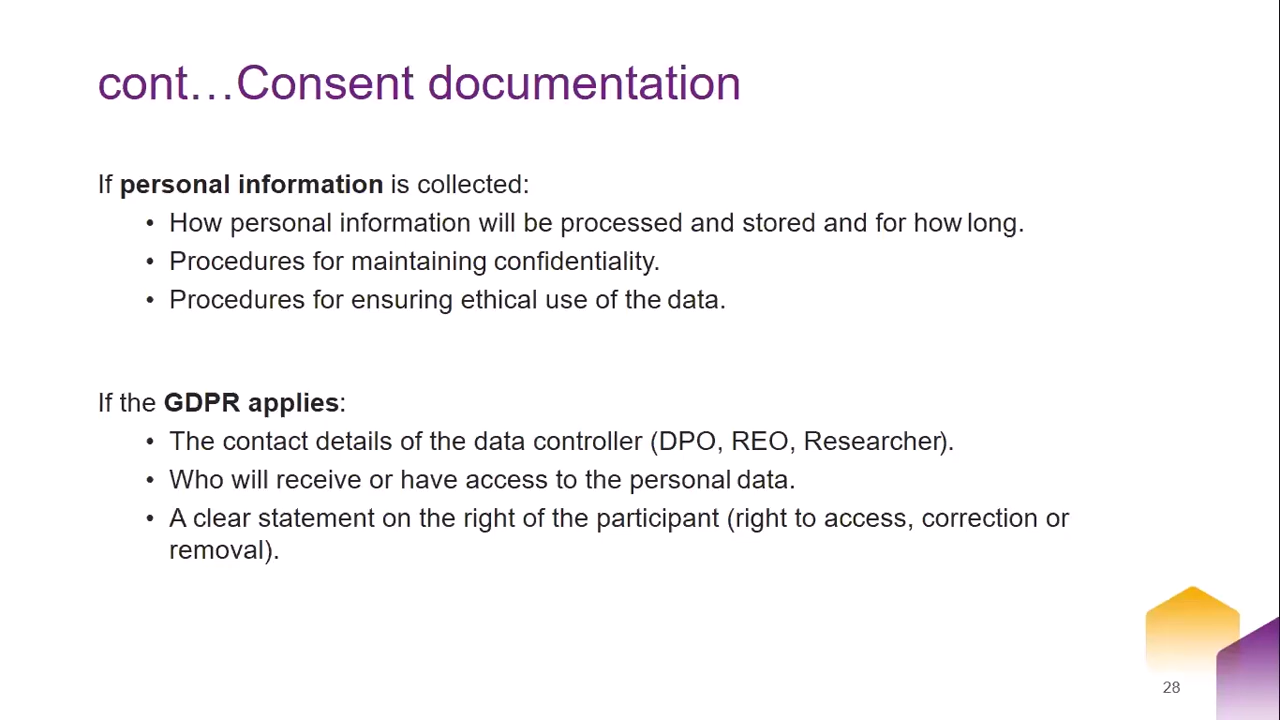 cont…Consent documentation
If personal information is collected:
• How personal information will be processed and stored and for how long.
• Procedures for maintaining confidentiality.
• Procedures for ensuring ethical use of the data.
If the GDPR applies:
• The contact details of the data controller (DPO, REO, Researcher).
• Who will receive or have access to the personal data.
• A clear statement on the right of the participant (right to access, correction or
removal).
28